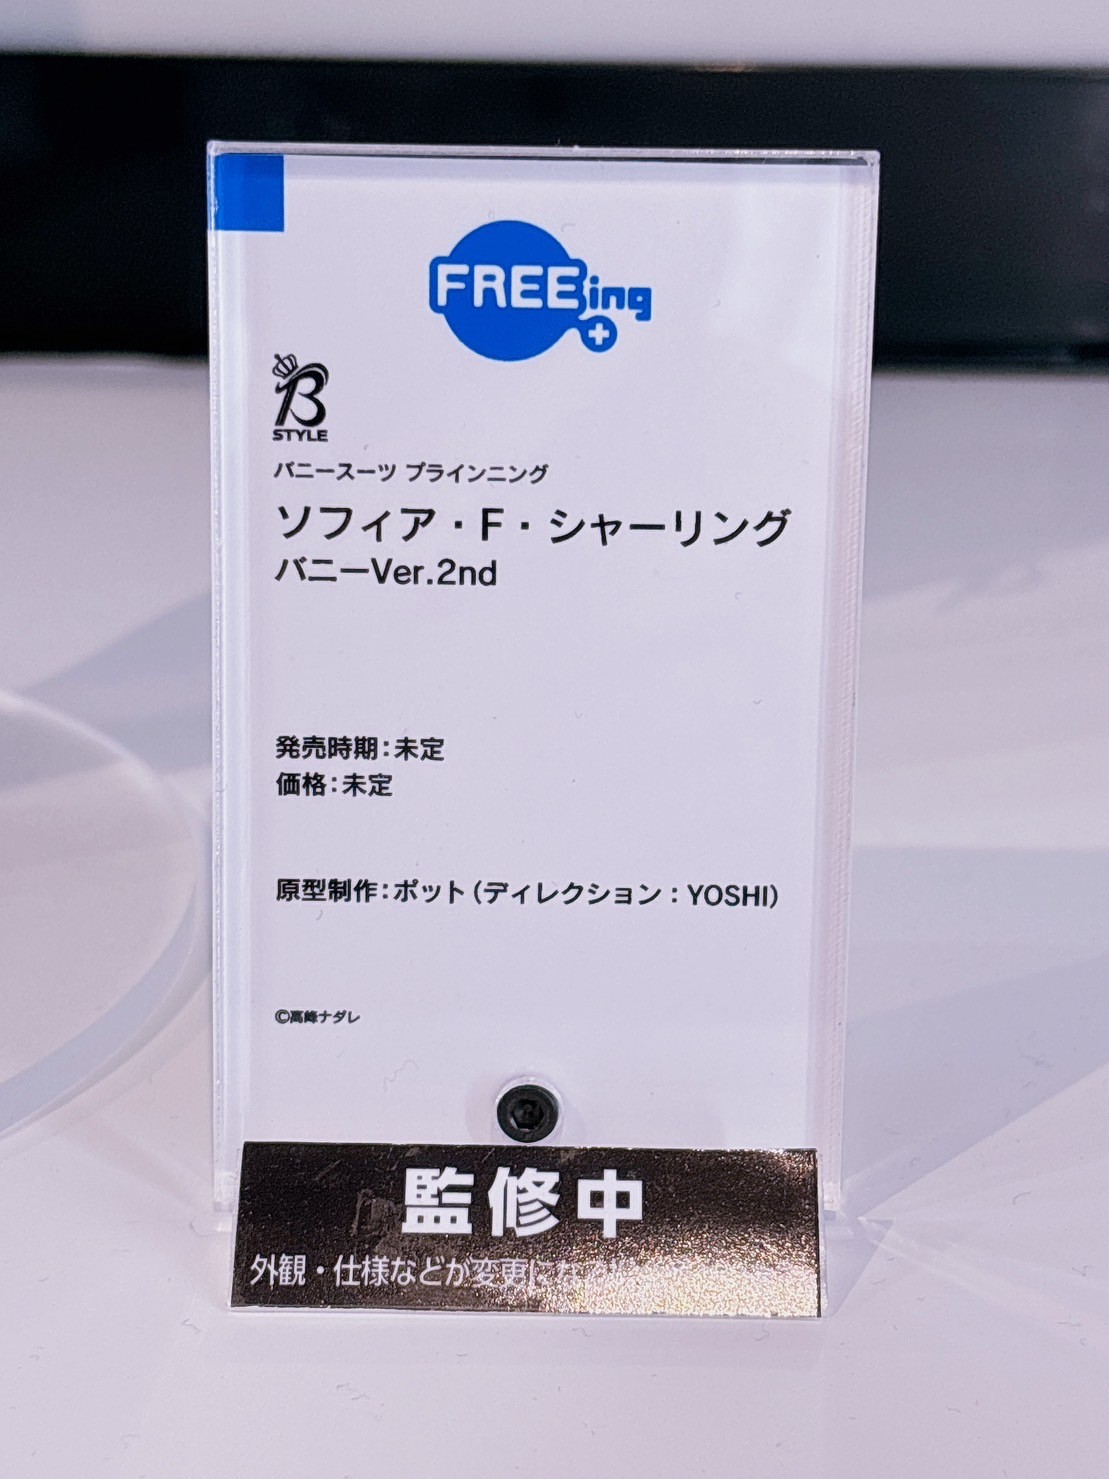 FREEing
B
STYLE
バニースーツ プラインニング
ソフィア・F・シャーリング
バニーVer.2nd
発売時期：未定
価格：未定
原型制作：ポット（ディレクション：YOSHI）
©高峰ナダレ
監修中
外観・仕様などが変更に